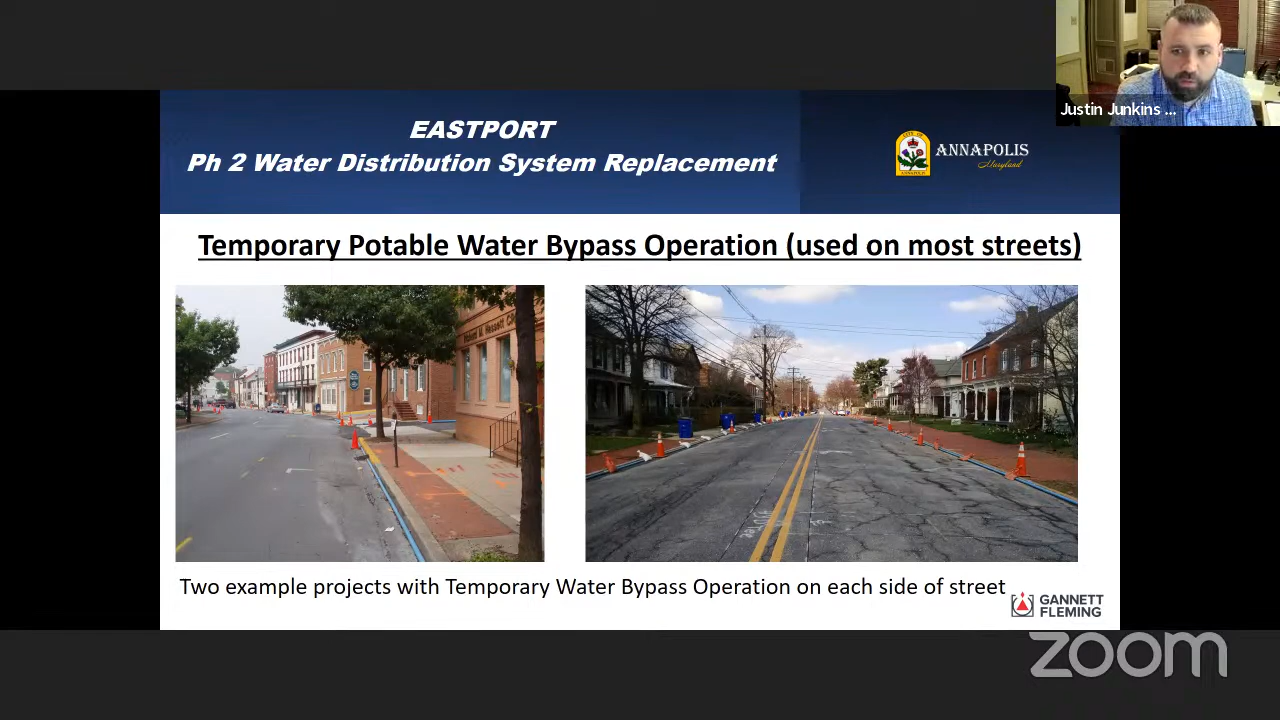 Justin Junkins ...
EASTPORT
Ph 2 Water Distribution System Replacement
ANNAPOLIS
Maryland
Temporary Potable Water Bypass Operation (used on most streets)
Two example projects with Temporary Water Bypass Operation on each side of street
GANNETT
FLEMING
zoom